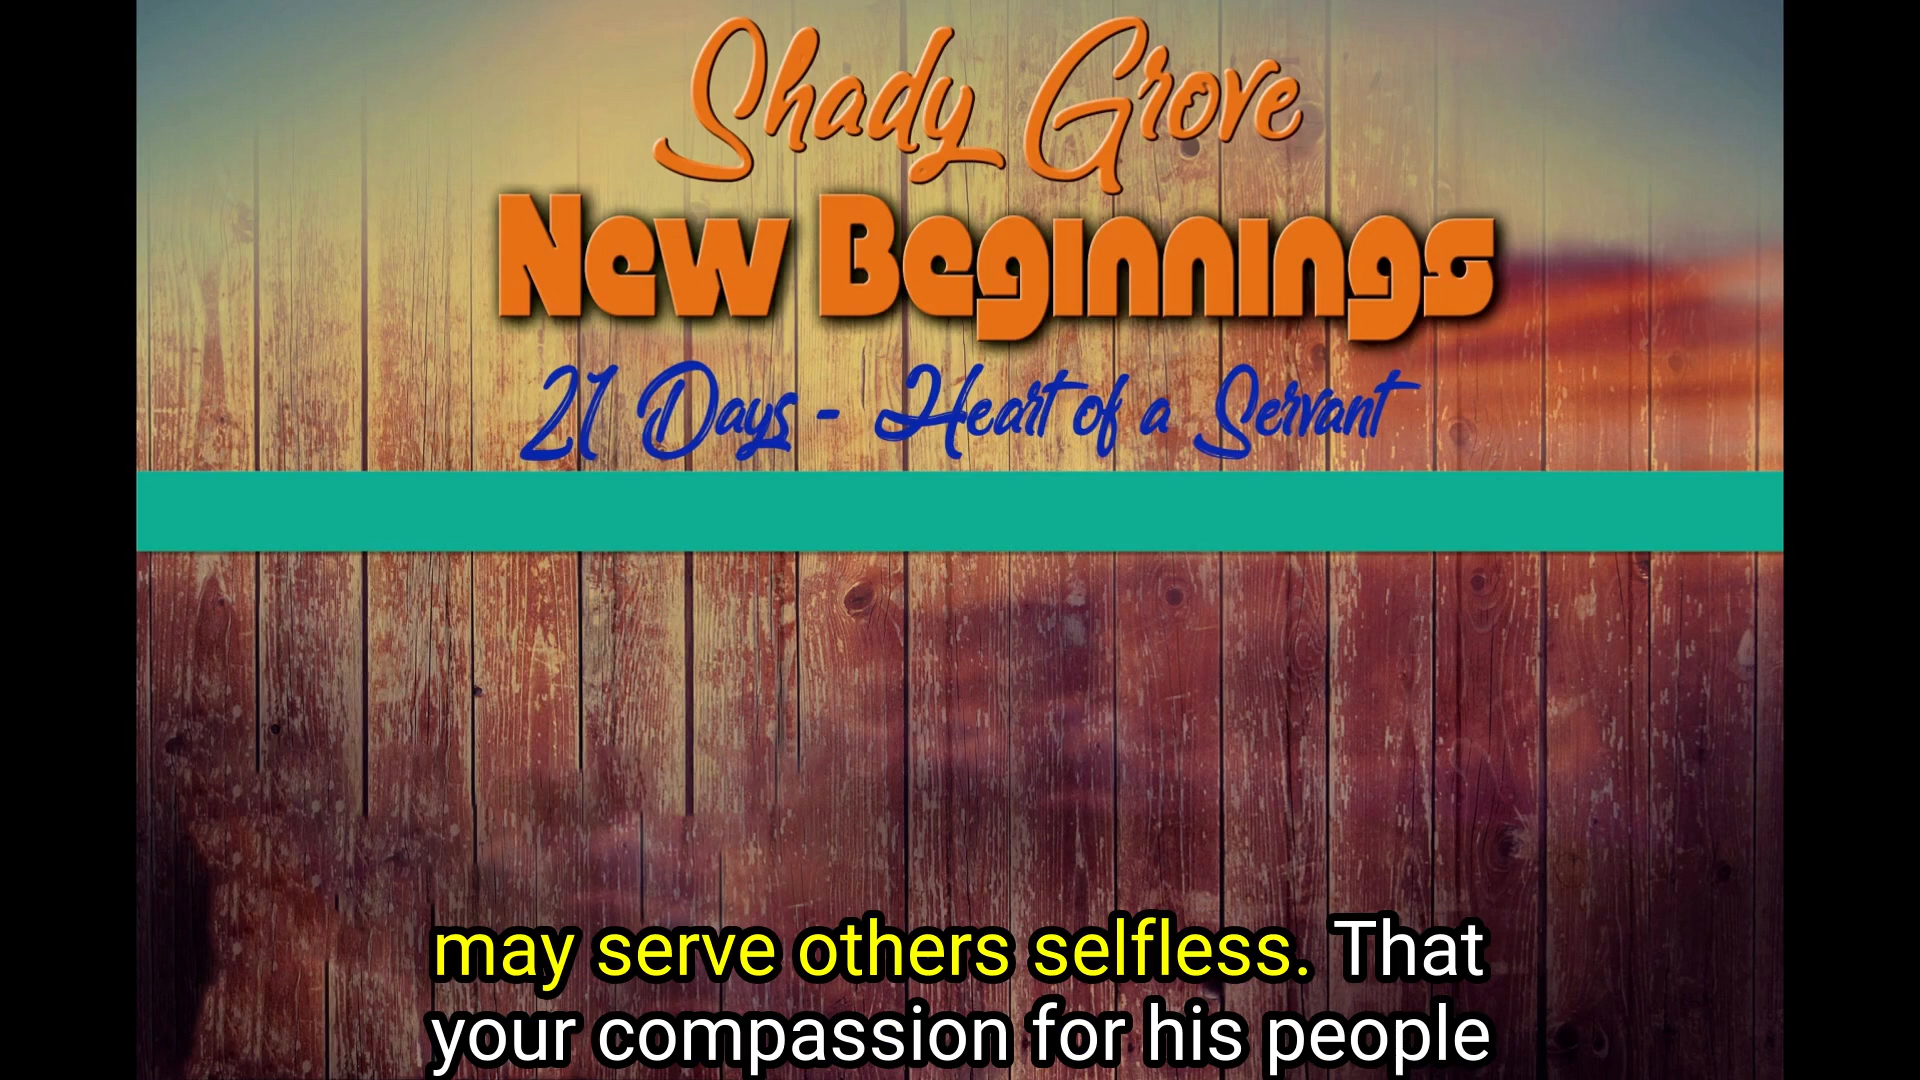 Shady Grove
New Beginnings
21 Days - Heart of a Servant
may serve others selfless. That
your compassion for his people